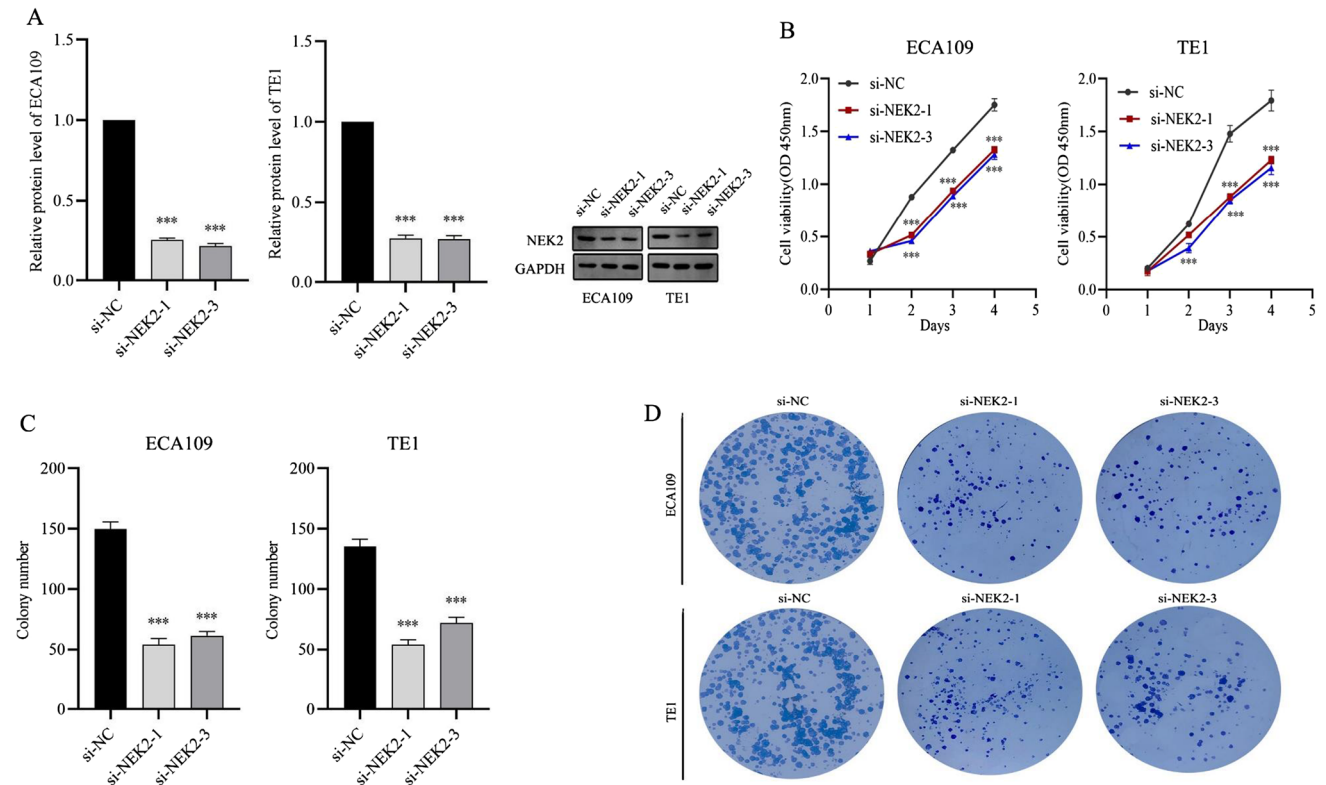 A
Relative protein level of ECA109
1.5
1.0
0.5
0.0
***
***
si-NC
si-NEK2-1
si-NEK2-3
Relative protein level of TE1
1.5
1.0
0.5
0.0
***
***
si-NC
si-NEK2-1
si-NEK2-3
si-NC
si-NEK2-1
si-NEK2-3
si-NC
si-NEK2-1
si-NEK2-3
NEK2
GAPDH
ECA109
TE1
B
ECA109
Cell viability(OD 450nm)
2.0
1.5
1.0
0.5
0.0
si-NC
si-NEK2-1
si-NEK2-3
***
***
***
***
***
***
0
1
2
3
4
5
Days
TE1
Cell viability(OD 450nm)
2.0
1.5
1.0
0.5
0.0
si-NC
si-NEK2-1
si-NEK2-3
***
***
***
***
***
0
1
2
3
4
5
Days
C
ECA109
Colony number
200
150
100
50
0
***
***
si-NC
si-NEK2-1
si-NEK2-3
TE1
Colony number
200
150
100
50
0
***
***
si-NC
si-NEK2-1
si-NEK2-3
D
si-NC
si-NEK2-1
si-NEK2-3
ECA109
si-NC
si-NEK2-1
si-NEK2-3
TE1